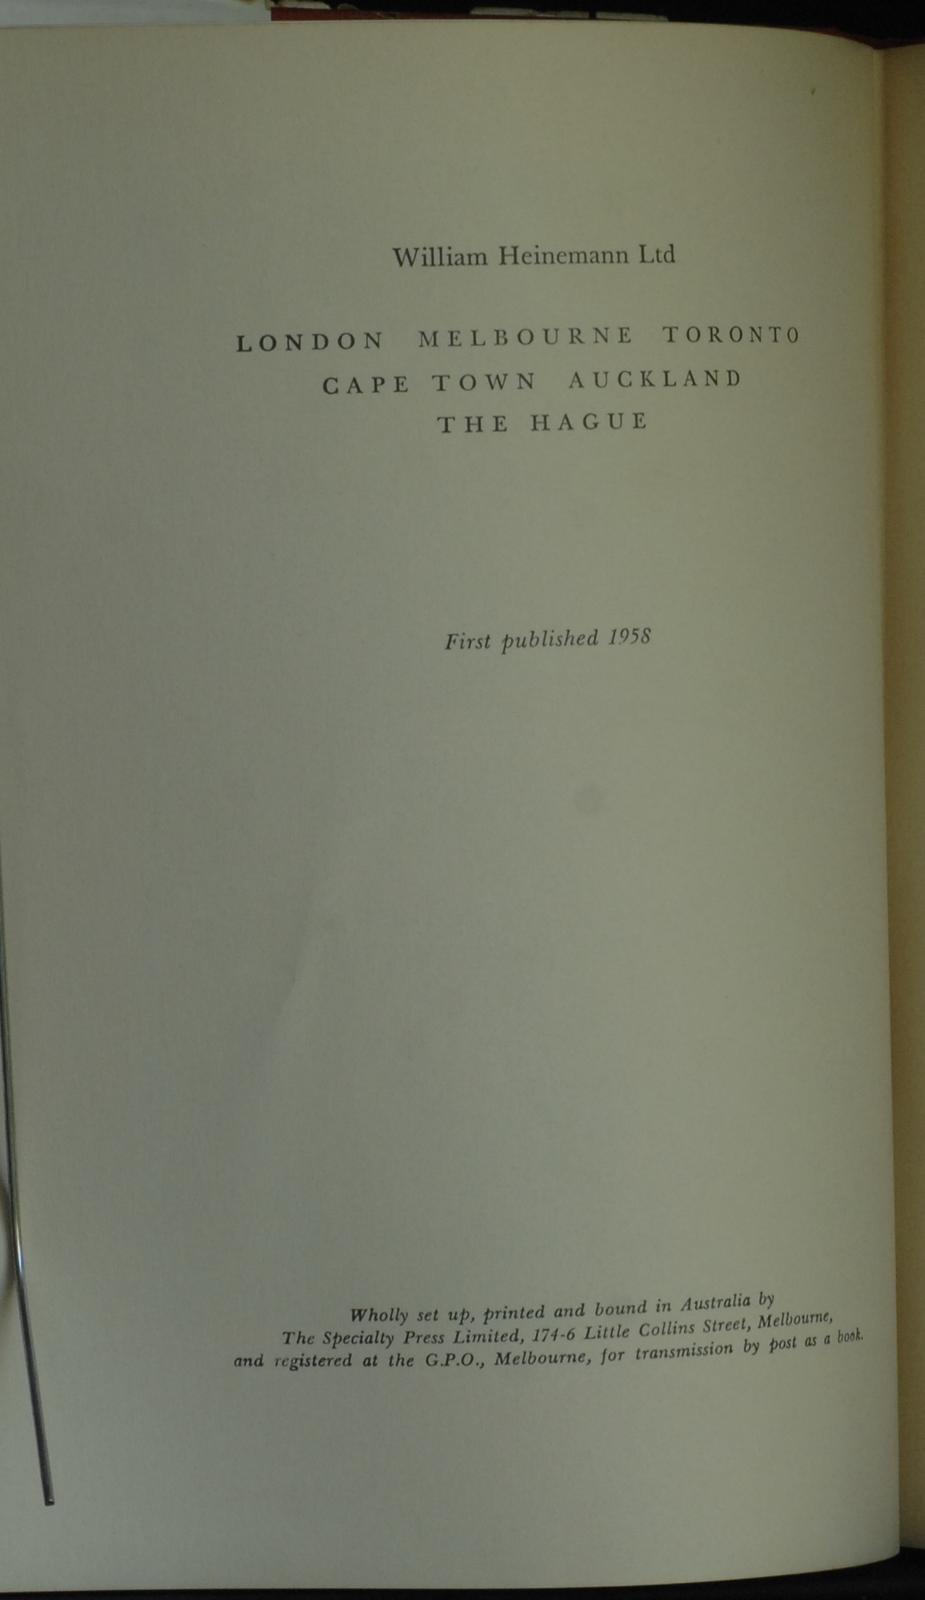 William Heinemann Ltd
LONDON MELBOURNE TORONTO
CAPE TOWN AUCKLAND
THE HAGUE
First published 1958
Wholly set up, printed and bound in Australia by
The Specialty Press Limited, 174-6 Little Collins Street, Melbourne,
and registered at the G.P.O., Melbourne, for transmission by post as a book.